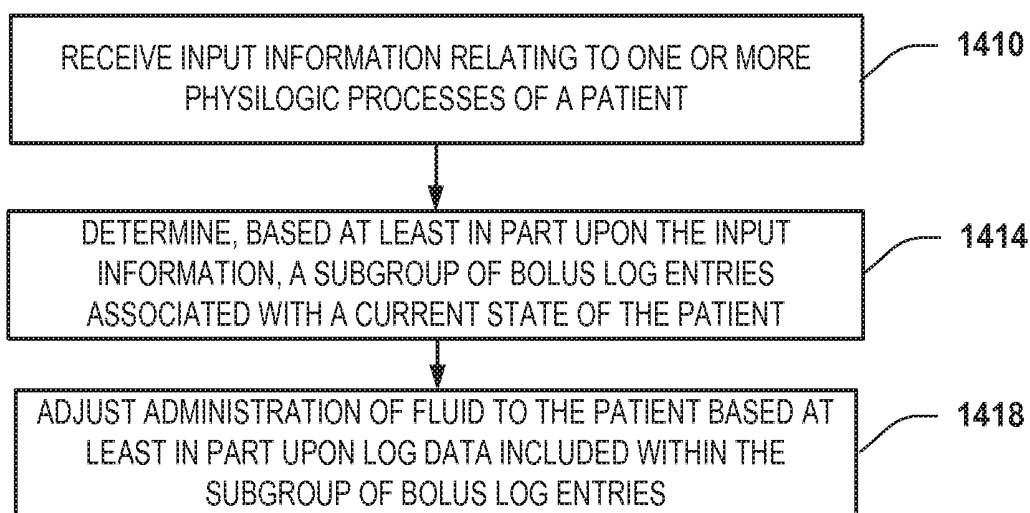 RECEIVE INPUT INFORMATION RELATING TO ONE OR MORE
PHYSILOGIC PROCESSES OF A PATIENT
1410
DETERMINE, BASED AT LEAST IN PART UPON THE INPUT
INFORMATION, A SUBGROUP OF BOLUS LOG ENTRIES
ASSOCIATED WITH A CURRENT STATE OF THE PATIENT
1414
ADJUST ADMINISTRATION OF FLUID TO THE PATIENT BASED AT
LEAST IN PART UPON LOG DATA INCLUDED WITHIN THE
SUBGROUP OF BOLUS LOG ENTRIES
1418